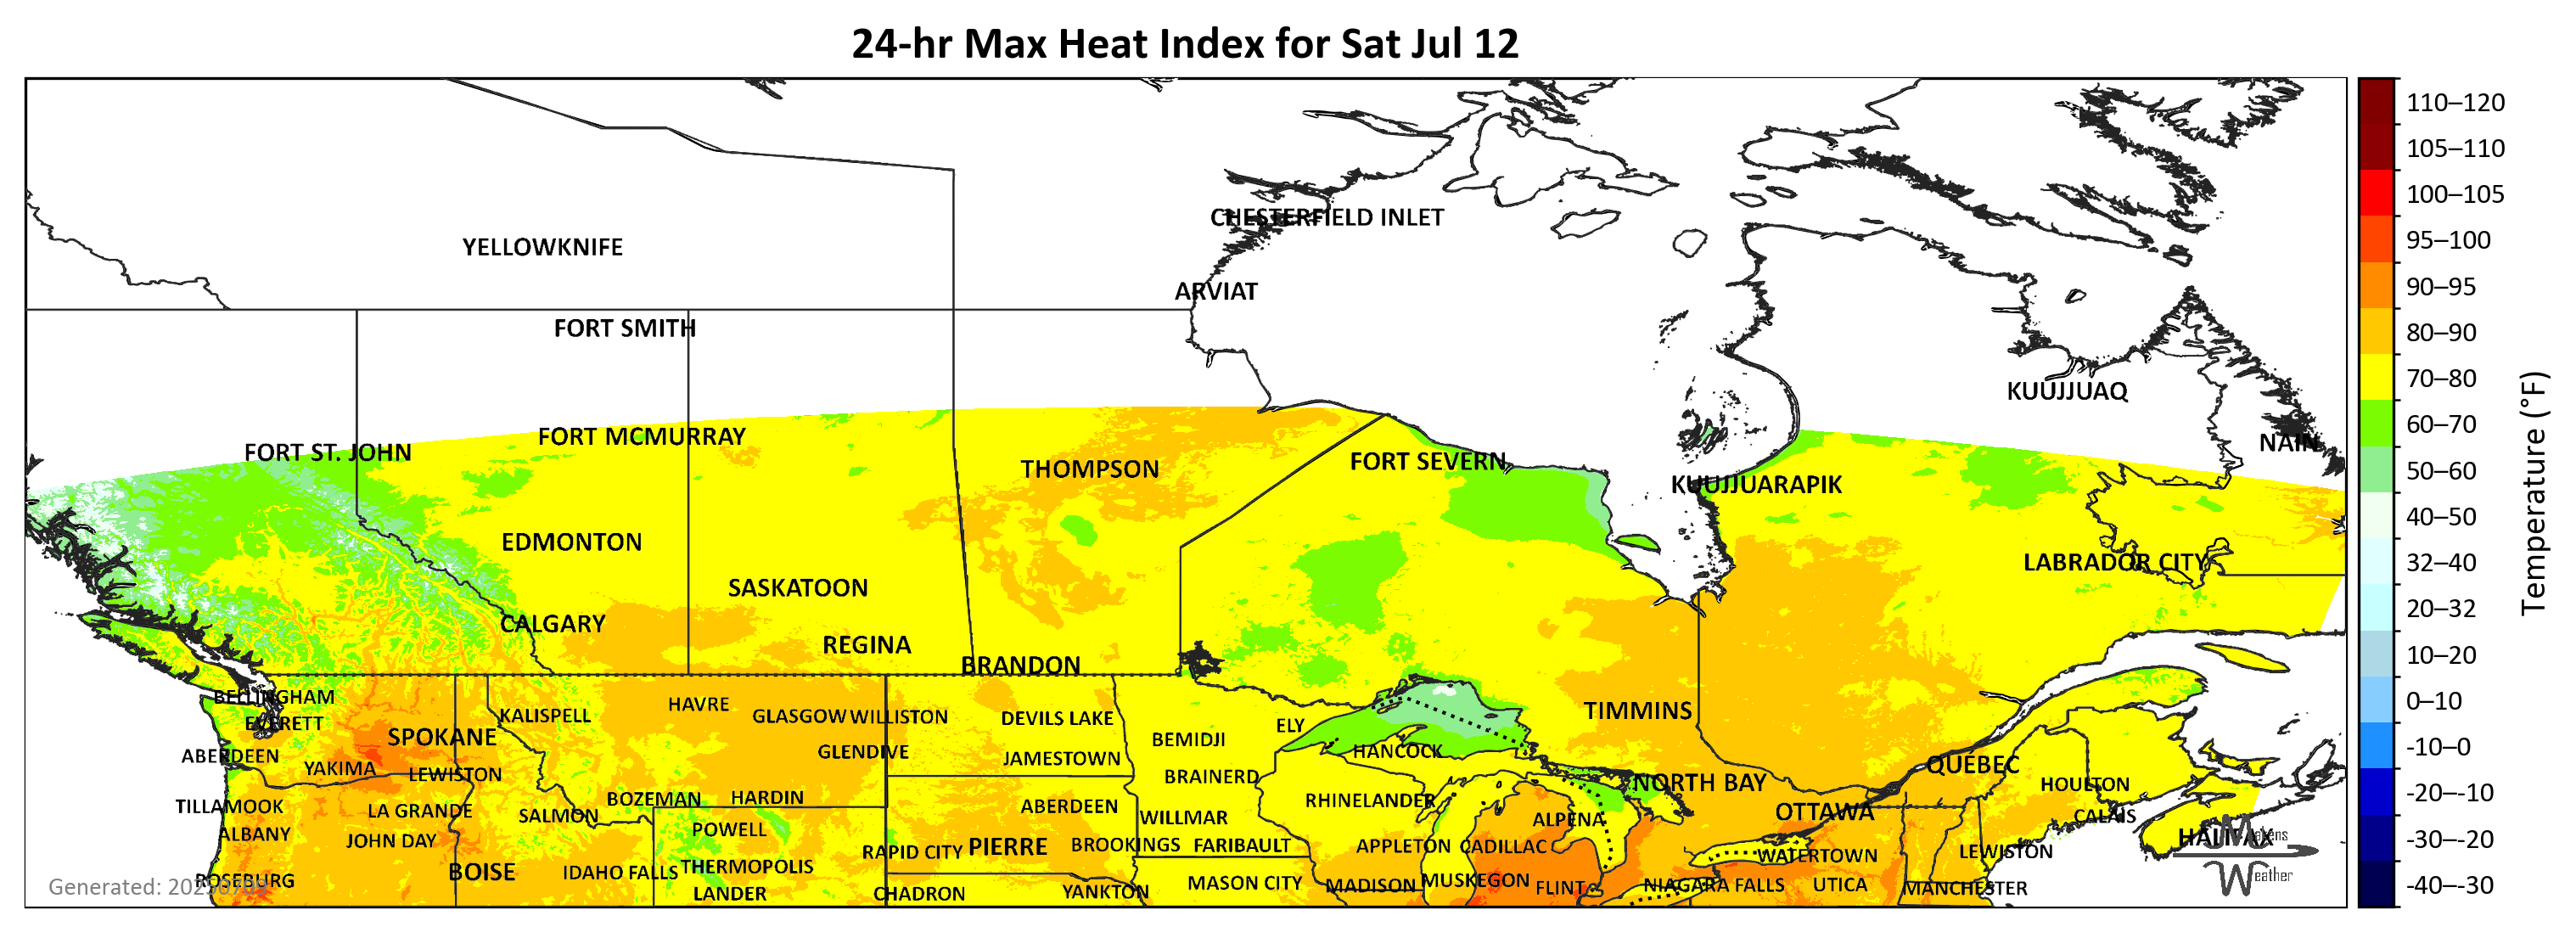 24-hr Max Heat Index for Sat Jul 12
110–120
105–110
CHESTERFIELD INLET
100–105
YELLOWKNIFE
95–100
ARVIAT
90–95
FORT SMITH
80–90
KUUJJUAQ
70–80
FORT MCMURRAY
60–70
NAIN
FORT ST. JOHN
THOMPSON
FORT SEVERN
50–60
KUUJJUARAPIK
40–50
EDMONTON
LABRADOR CITY
32–40
SASKATOON
20–32
CALGARY
REGINA
10–20
BRANDON
Temperature (°F)
BELLINGHAM
HAVRE
0–10
KALISPELL
GLASGOW
WILLISTON
DEVILS LAKE
TIMMINS
EVERETT
ELY
SPOKANE
BEMIDJI
-10–0
ABERDEEN
GLENDIVE
JAMESTOWN
HANCOCK
YAKIMA
LEWISTON
BRAINERD
QUÉBEC
NORTH BAY
HOULTON
-20–-10
TILLAMOOK
LA GRANDE
BOZEMAN
HARDIN
ABERDEEN
RHINELANDER
SALMON
WILLMAR
ALPENA
OTTAWA
CALAIS
ALBANY
JOHN DAY
POWELL
-30–-20
HALIFAX
Makens
Weather
RAPID CITY
PIERRE
BROOKINGS
FARIBAULT
APPLETON
CADILLAC
WATERTOWN
LEWISTON
BOISE
IDAHO FALLS
THERMOPOLIS
ROSEBURG
MASON CITY
MADISON
MUSKEGON
FLINT
NIAGARA FALLS
UTICA
MANCHESTER
-40–-30
LANDER
CHADRON
YANKTON
Generated: 20250709